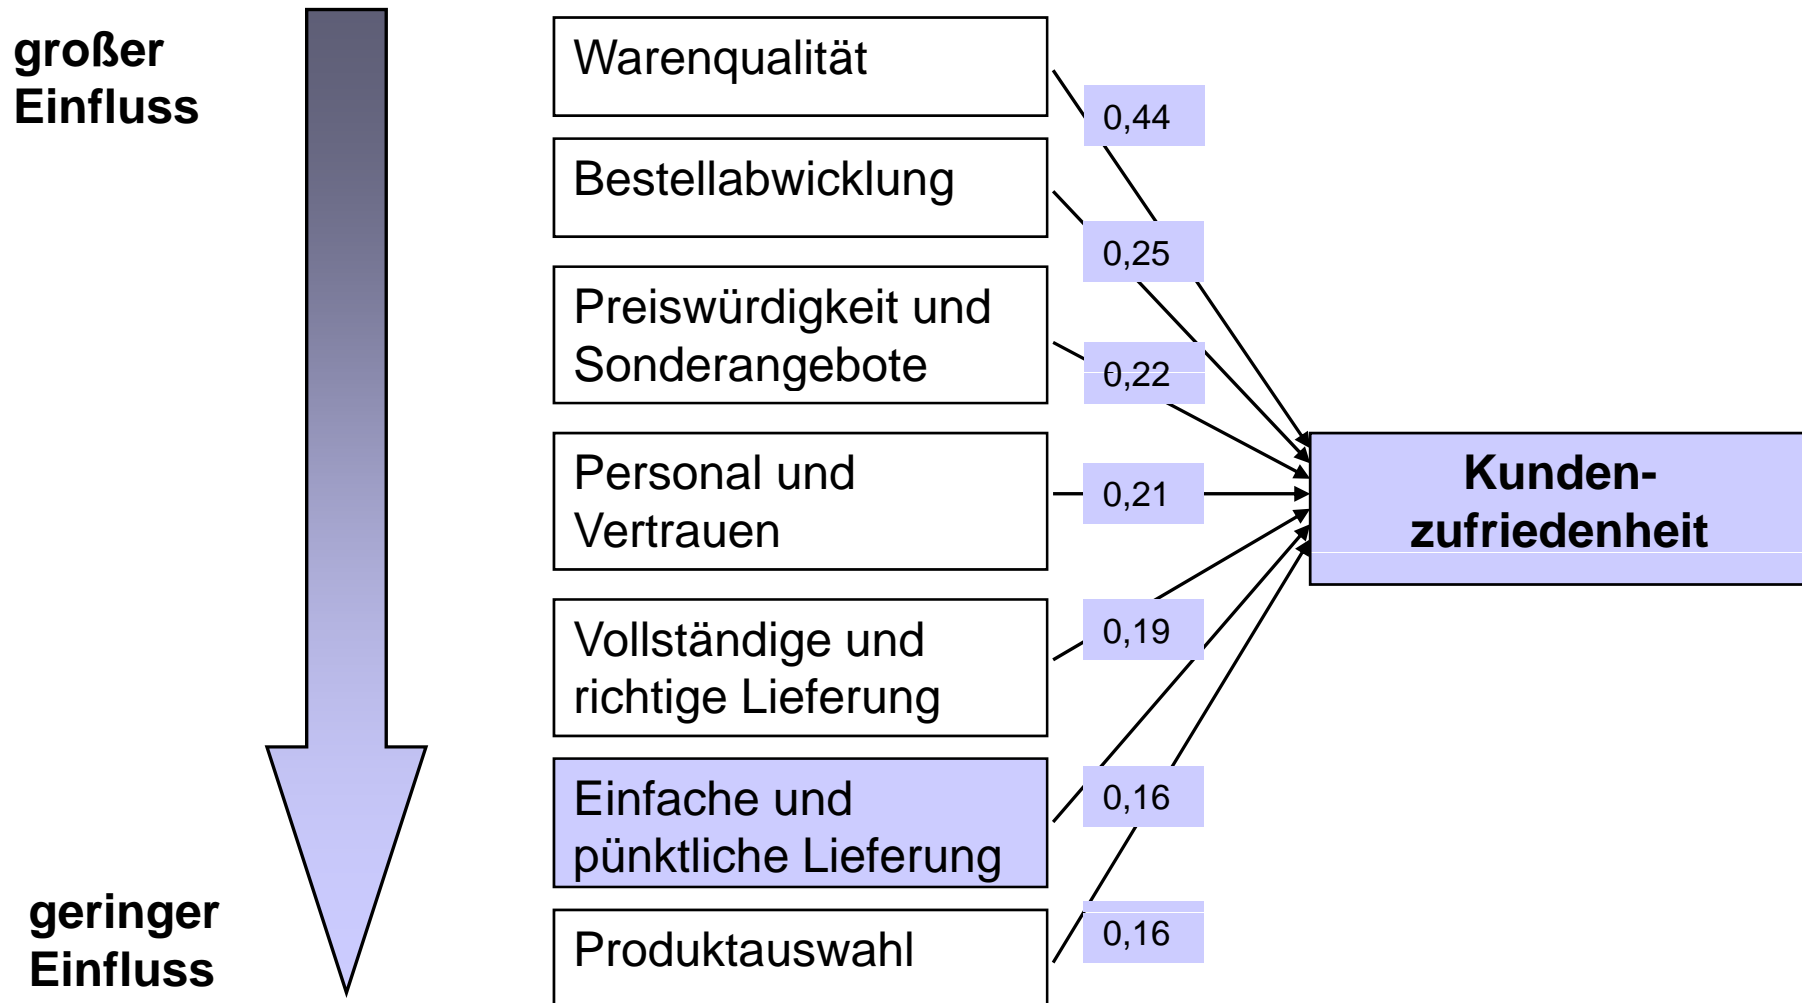 großer
Einfluss
Warenqualität
0,44
Bestellabwicklung
0,25
Preiswürdigkeit und
Sonderangebote
0,22
Personal und
Vertrauen
0,21
Kunden-
zufriedenheit
Vollständige und
richtige Lieferung
0,19
Einfache und
pünktliche Lieferung
0,16
geringer
Einfluss
Produktauswahl
0,16